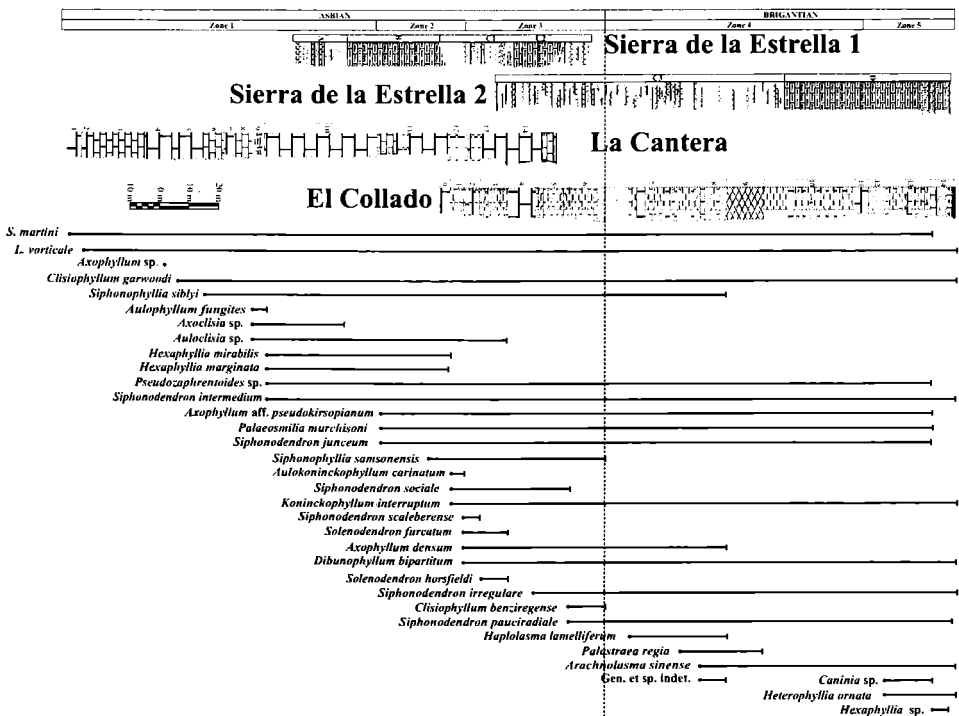 ASBIAN BRIGANTIAN
Zone 1 Zone 2 Zone 3 Zone 4 Zone 5
Sierra de la Estrella 1
Sierra de la Estrella 2
La Cantera
El Collado
10 m 0 m 10 m 20 m
S. martini
L. vorticale
Axophyllum sp.
Clisiophyllum garwoodi
Siphonophyllia siblyi
Aulophyllum fungites
Axoclisia sp.
Auloclisia sp.
Hexaphyllia mirabilis
Hexaphyllia marginata
Pseudozaphrentoides sp.
Siphonodendron intermedium
Axophyllum aff. pseudokirsopianum
Palaeosmilia murchisoni
Siphonodendron junceum
Siphonophyllia samsonensis
Aulokoninckophyllum carinatum
Siphonodendron sociale
Koninckophyllum interruptum
Siphonodendron scaleberense
Solenodendron furcatum
Axophyllum densum
Dibunophyllum bipartitum
Solenodendron horsfieldi
Siphonodendron irregulare
Clisiophyllum benziregense
Siphonodendron pauciradiale
Haplolasma lamelliferum
Palastraea regia
Arachnolasma sinense
Gen. et sp. indet. Caninia sp.
Heterophyllia ornata
Hexaphyllia sp.